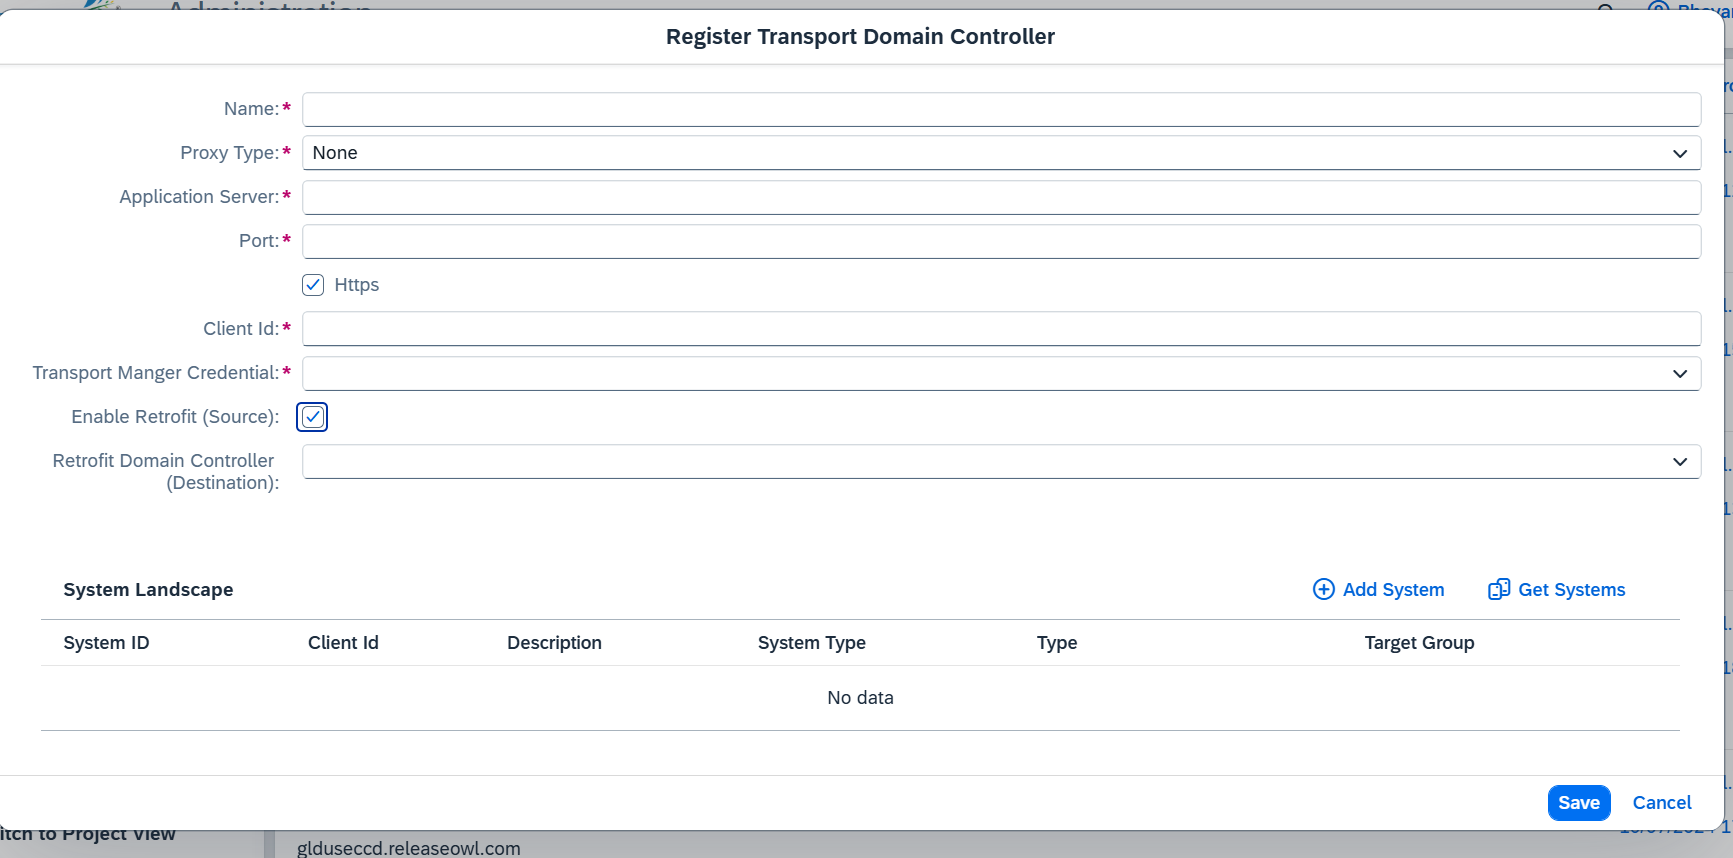 Administration
Register Transport Domain Controller
Name:*
Proxy Type:* None
Application Server:*
Port:*
Https
Client Id:*
Transport Manger Credential:*
Enable Retrofit (Source):
Retrofit Domain Controller
(Destination):
System Landscape Add System Get Systems
System ID Client Id Description System Type Type Target Group
No data
Save Cancel
itch to Project View
glduseccd.releaseowl.com